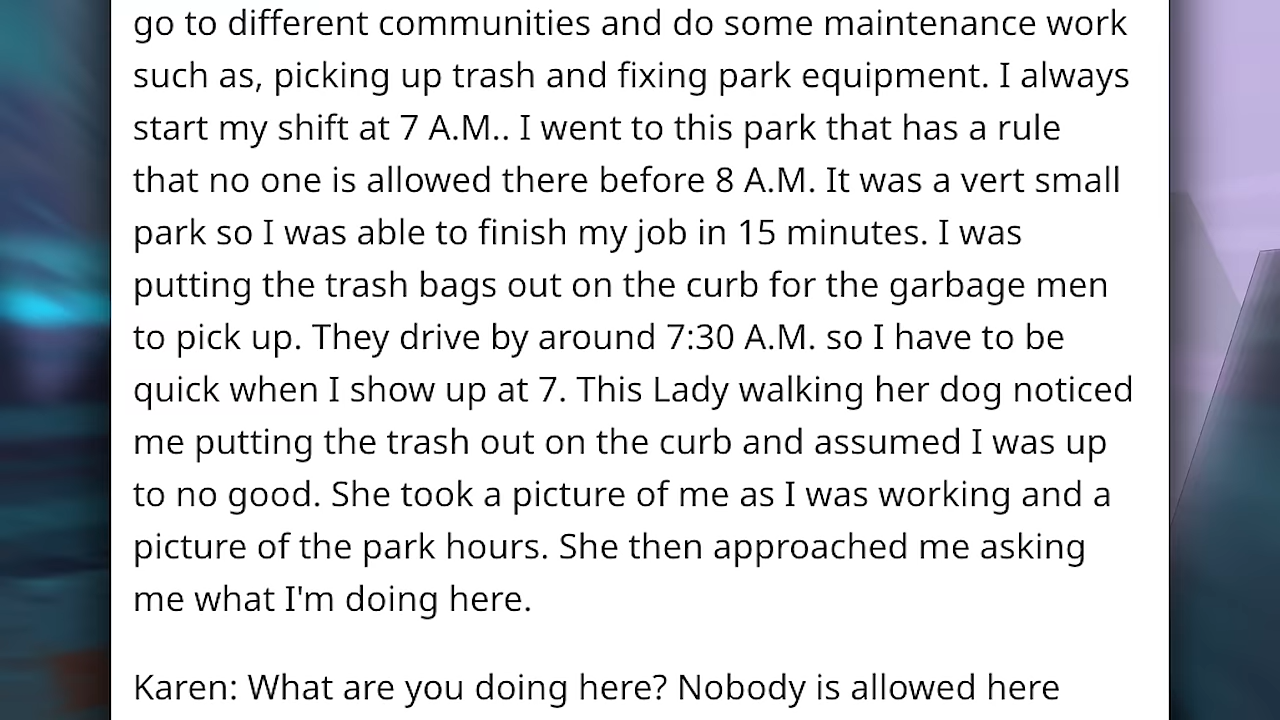 go to different communities and do some maintenance work
such as, picking up trash and fixing park equipment. I always
start my shift at 7 A.M.. I went to this park that has a rule
that no one is allowed there before 8 A.M. It was a vert small
park so I was able to finish my job in 15 minutes. I was
putting the trash bags out on the curb for the garbage men
to pick up. They drive by around 7:30 A.M. so I have to be
quick when I show up at 7. This Lady walking her dog noticed
me putting the trash out on the curb and assumed I was up
to no good. She took a picture of me as I was working and a
picture of the park hours. She then approached me asking
me what I'm doing here.
Karen: What are you doing here? Nobody is allowed here